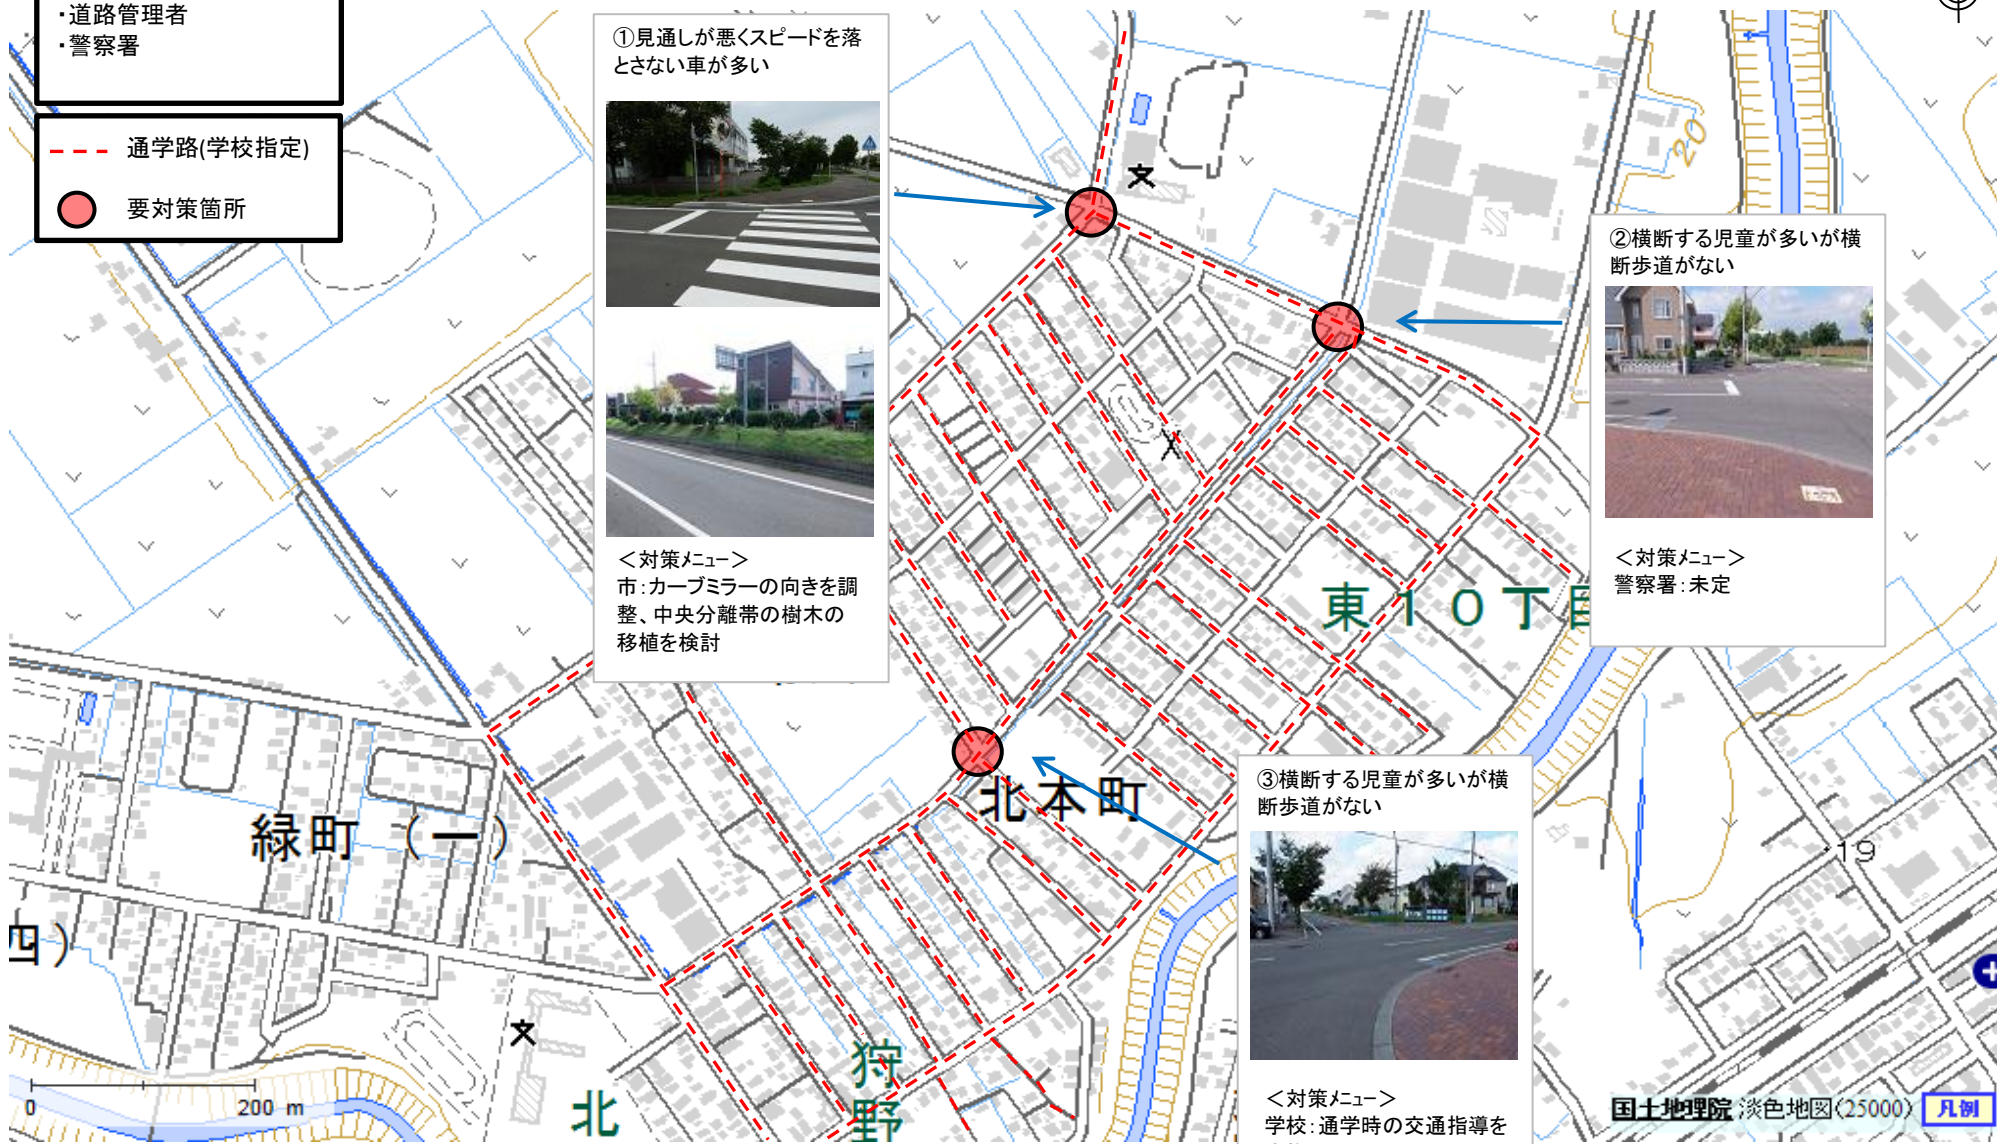 ・道路管理者
・警察署
通学路(学校指定)
要対策箇所
①見通しが悪くスピードを落
とさない車が多い
＜対策メニュー＞
市：カーブミラーの向きを調
整、中央分離帯の樹木の
移植を検討
②横断する児童が多いが横
断歩道がない
＜対策メニュー＞
警察署：未定
③横断する児童が多いが横
断歩道がない
＜対策メニュー＞
学校：通学時の交通指導を
20
東１０丁目
北本町
緑町（一）
四）
19
狩
野
北
0
200 m
国土地理院 淡色地図(25000)
凡例